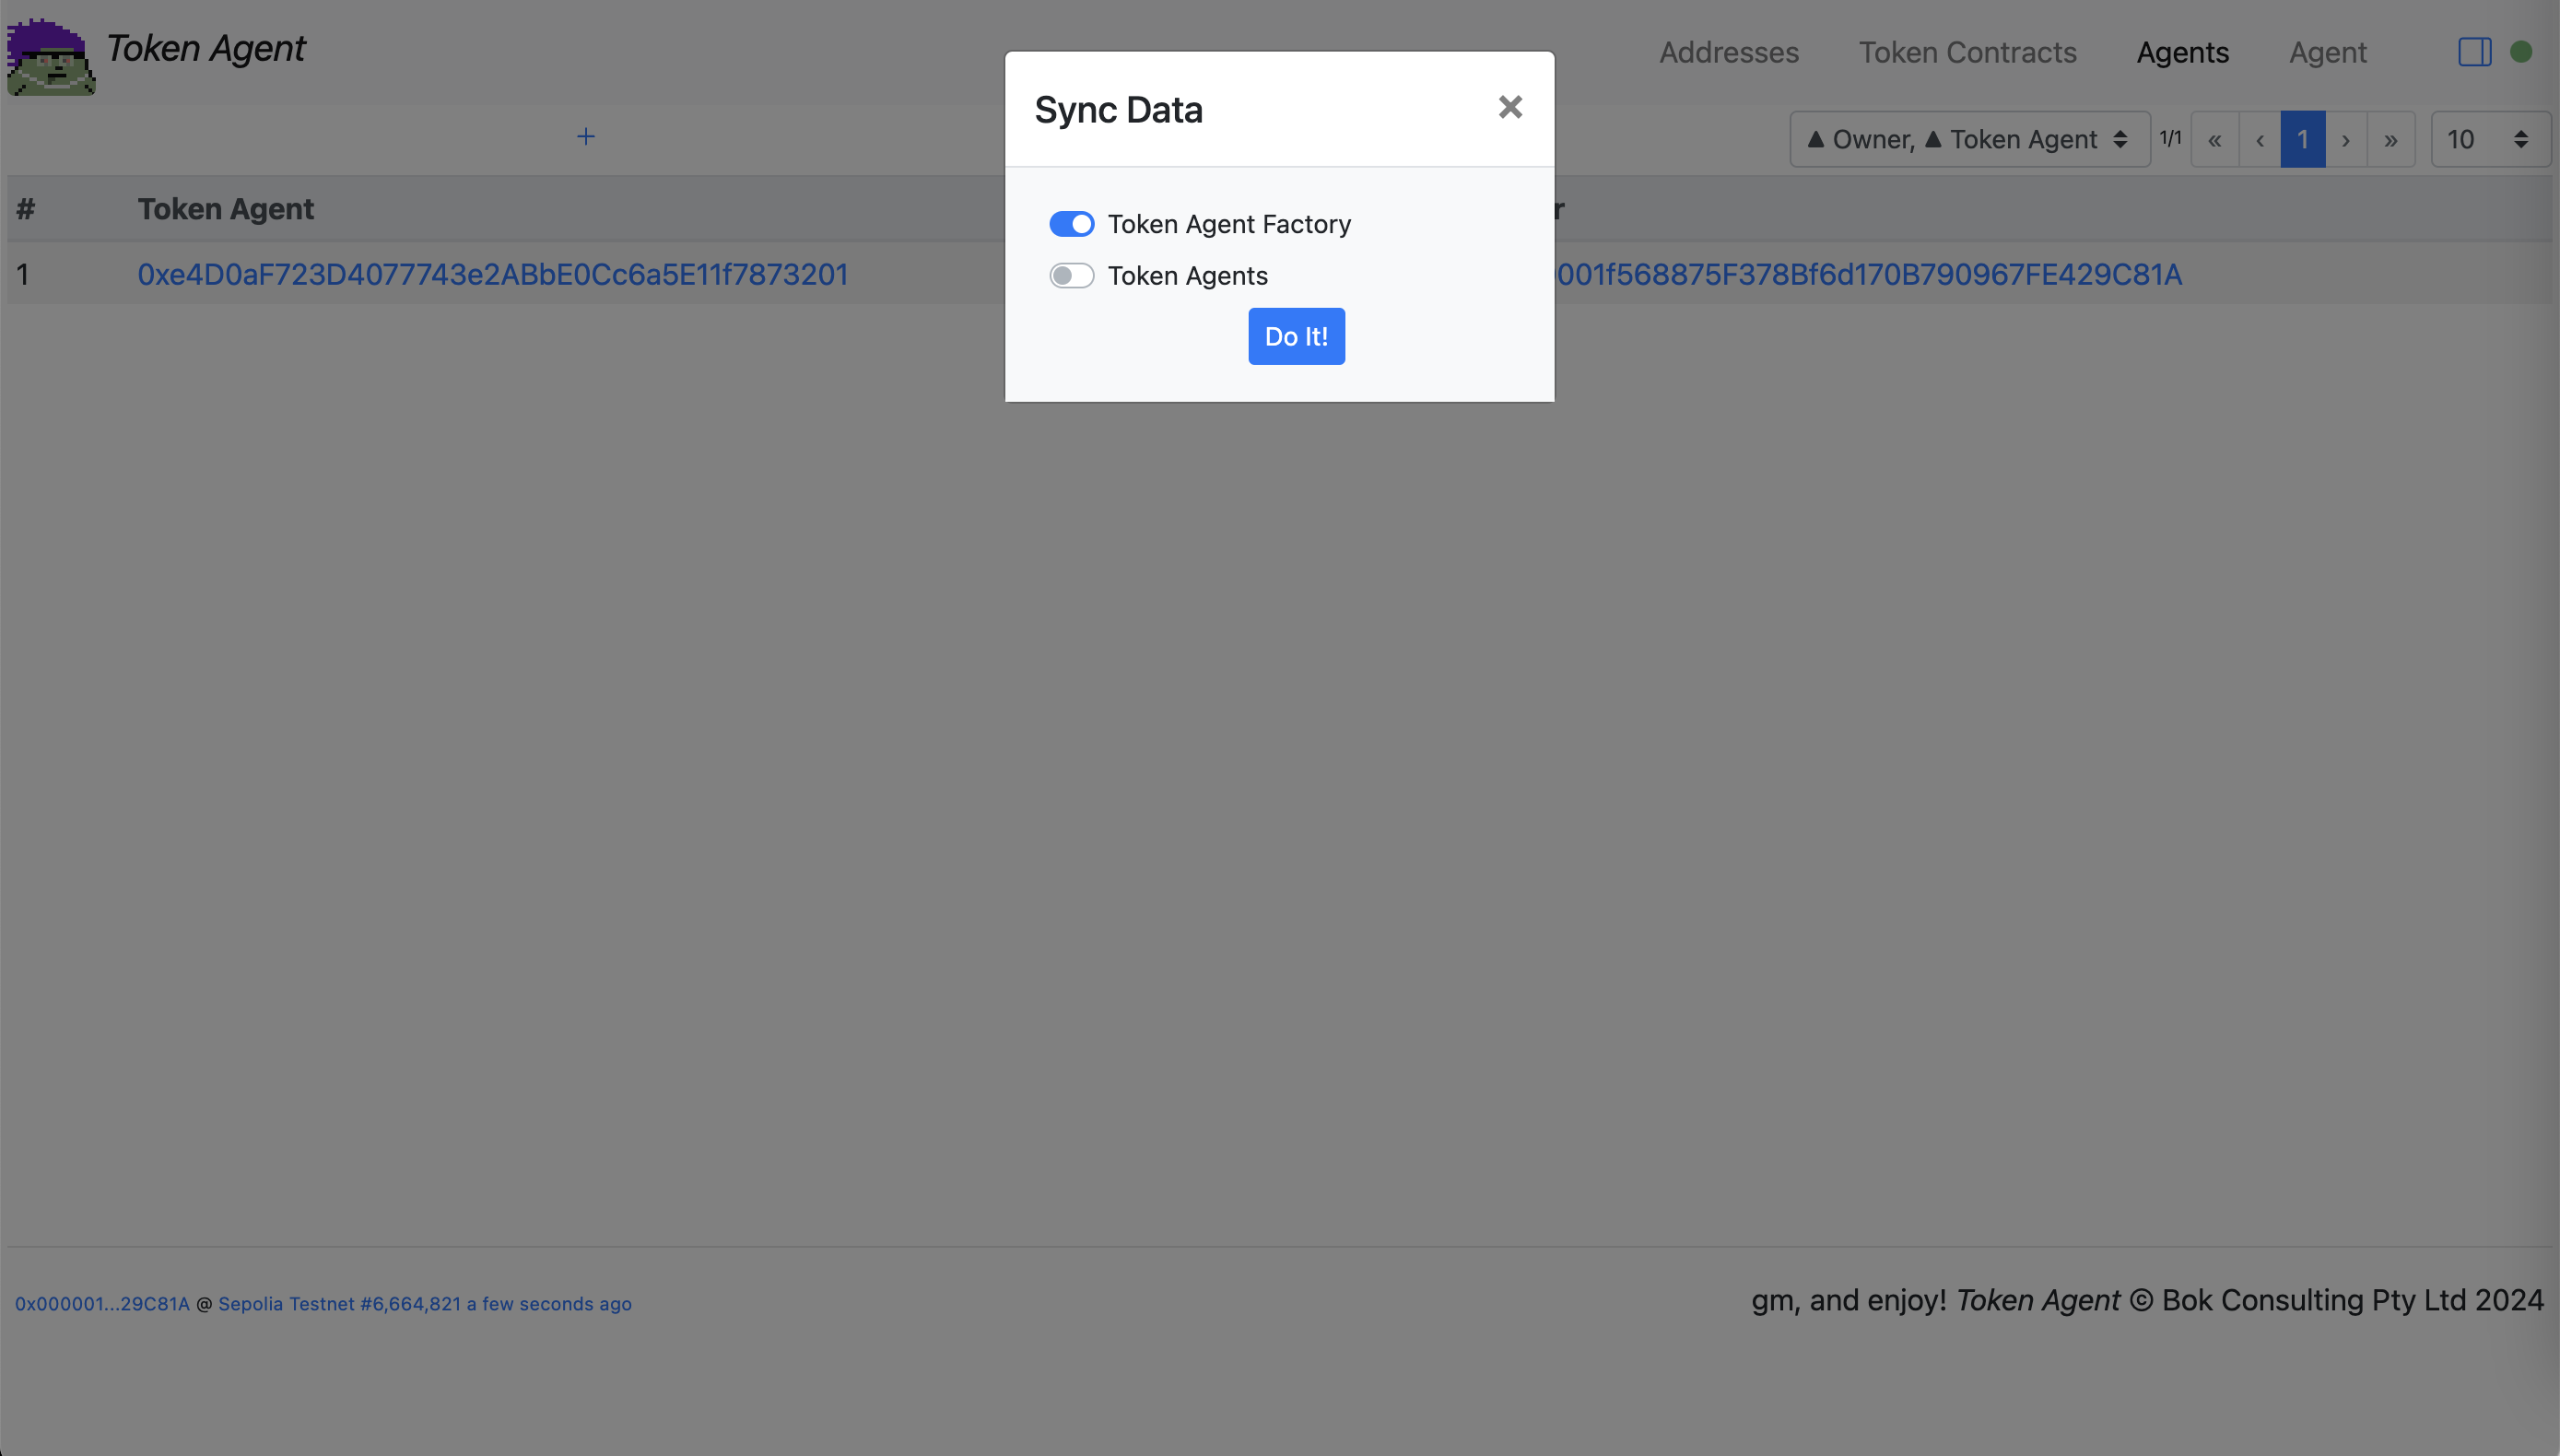 Token Agent
Addresses Token Contracts Agents Agent
Sync Data ×
+
▲ Owner, ▲ Token Agent 1/1 « ‹ 1 › » 10
# Token Agent r
Token Agent Factory
1 0xe4D0aF723D4077743e2ABbE0Cc6a5E11f7873201 001f568875F378Bf6d170B790967FE429C81A
Token Agents
Do It!
0x000001...29C81A @ Sepolia Testnet #6,664,821 a few seconds ago
gm, and enjoy! Token Agent © Bok Consulting Pty Ltd 2024